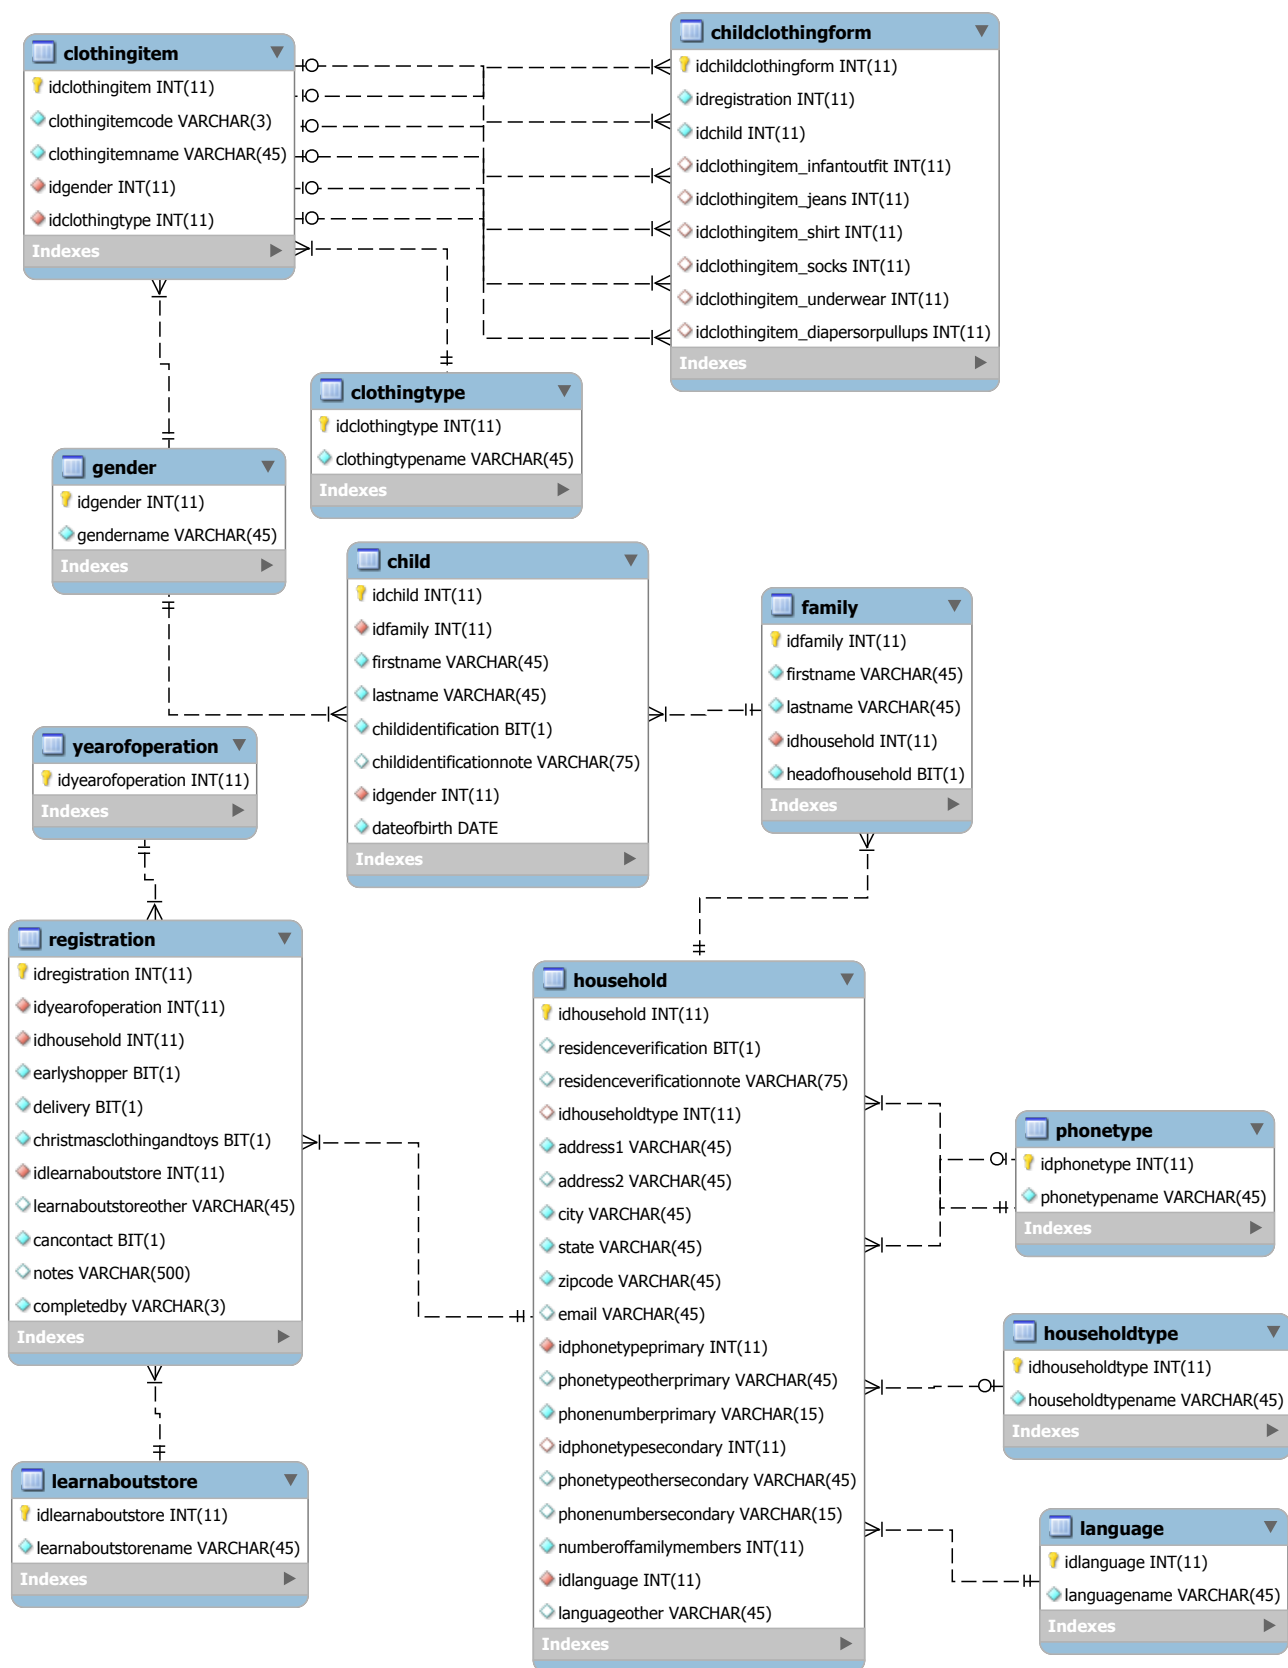 clothingitem
idclothingitem INT(11)
clothingitemcode VARCHAR(3)
clothingitemname VARCHAR(45)
idgender INT(11)
idclothingtype INT(11)
Indexes
childclothingform
idchildclothingform INT(11)
idregistration INT(11)
idchild INT(11)
idclothingitem_infantoutfit INT(11)
idclothingitem_jeans INT(11)
idclothingitem_shirt INT(11)
idclothingitem_socks INT(11)
idclothingitem_underwear INT(11)
idclothingitem_diapersorpullups INT(11)
Indexes
clothingtype
idclothingtype INT(11)
clothingtypename VARCHAR(45)
Indexes
gender
idgender INT(11)
gendername VARCHAR(45)
Indexes
child
idchild INT(11)
idfamily INT(11)
firstname VARCHAR(45)
lastname VARCHAR(45)
childidentification BIT(1)
childidentificationnote VARCHAR(75)
idgender INT(11)
dateofbirth DATE
Indexes
family
idfamily INT(11)
firstname VARCHAR(45)
lastname VARCHAR(45)
idhousehold INT(11)
headofhousehold BIT(1)
Indexes
yearofoperation
idyearofoperation INT(11)
Indexes
registration
idregistration INT(11)
idyearofoperation INT(11)
idhousehold INT(11)
earlyshopper BIT(1)
delivery BIT(1)
christmasclothingandtoys BIT(1)
idlearnaboutstore INT(11)
learnaboutstoreother VARCHAR(45)
cancontact BIT(1)
notes VARCHAR(500)
completedby VARCHAR(3)
Indexes
household
idhousehold INT(11)
residenceverification BIT(1)
residenceverificationnote VARCHAR(75)
idhouseholdtype INT(11)
address1 VARCHAR(45)
address2 VARCHAR(45)
city VARCHAR(45)
state VARCHAR(45)
zipcode VARCHAR(45)
email VARCHAR(45)
idphonetypeprimary INT(11)
phonetypeotherprimary VARCHAR(45)
phonenumberprimary VARCHAR(15)
idphonetypesecondary INT(11)
phonetypeothersecondary VARCHAR(45)
phonenumbersecondary VARCHAR(15)
numberoffamilymembers INT(11)
idlanguage INT(11)
languageother VARCHAR(45)
Indexes
phonetype
idphonetype INT(11)
phonetypename VARCHAR(45)
Indexes
householdtype
idhouseholdtype INT(11)
householdtypename VARCHAR(45)
Indexes
learnaboutstore
idlearnaboutstore INT(11)
learnaboutstorename VARCHAR(45)
Indexes
language
idlanguage INT(11)
languagename VARCHAR(45)
Indexes